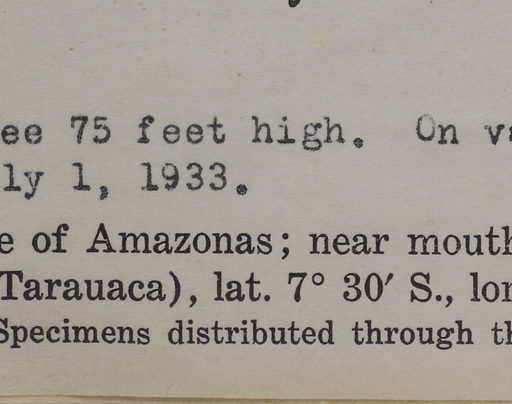 ee 75 feet high. On v
ly 1, 1933.
e of Amazonas; near mouth
Tarauaca), lat. 7° 30′ S., lon
Specimens distributed through th